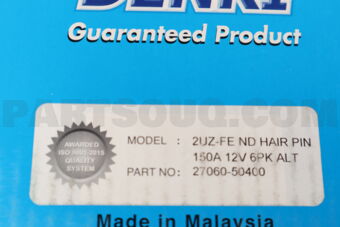 DENKI
Guaranteed Product
AWARDED
ISO 9001-2015
QUALITY
SYSTEM
MODEL : 2UZ-FE ND HAIR PIN
150A 12V 6PK ALT
PART NO: 27060-50400
PARTSOUQ.COM
Made in Malaysia